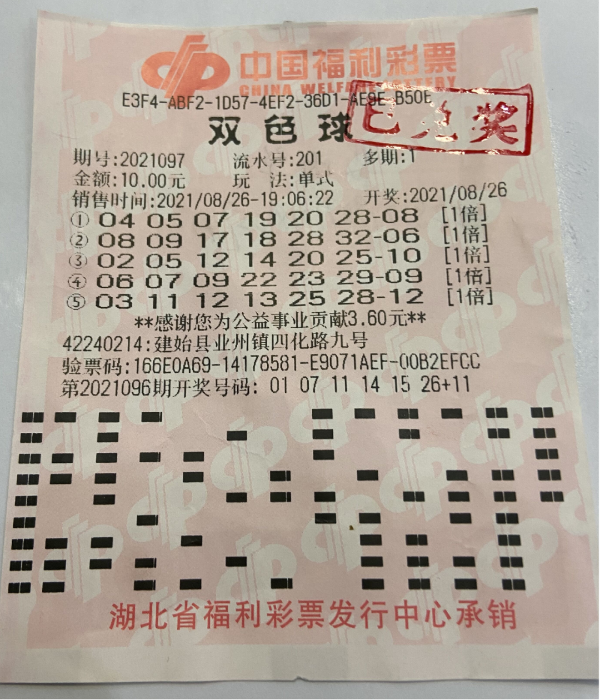 中国福利彩票
CHINA WELFARE LOTTERY
E3F4-ABF2-1D57-4EF2-36D1-AE9E-B50E
已兑奖
双色球
期号:2021097 流水号:201 多期:1
金额:10.00元 玩 法:单式
销售时间:2021/08/26-19:06:22 开奖:2021/08/26
① 04 05 07 19 20 28-08 [1倍]
② 08 09 17 18 28 32-06 [1倍]
③ 02 05 12 14 20 25-10 [1倍]
④ 06 07 09 22 23 29-09 [1倍]
⑤ 03 11 12 13 25 28-12 [1倍]
**感谢您为公益事业贡献3.60元**
42240214:建始县业州镇四化路九号
验票码:166E0A69-14178581-E9071AEF-00B2EFCC
第2021096期开奖号码: 01 07 11 14 15 26+11
湖北省福利彩票发行中心承销